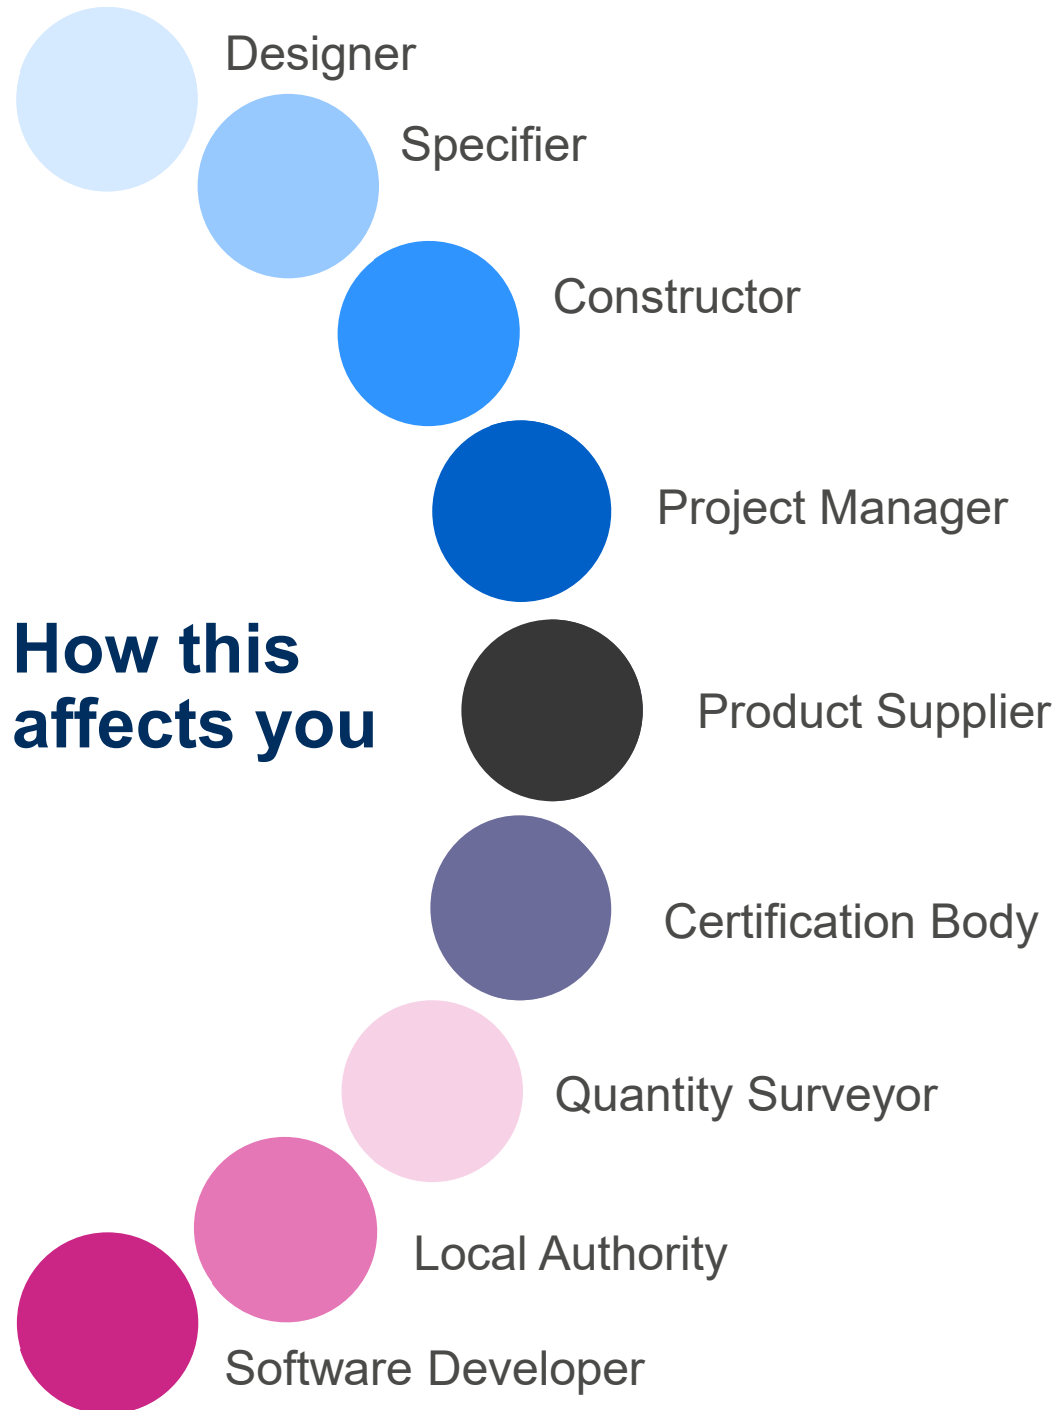 Designer
Specifier
Constructor
Project Manager
How this
affects you
Product Supplier
Certification Body
Quantity Surveyor
Local Authority
Software Developer